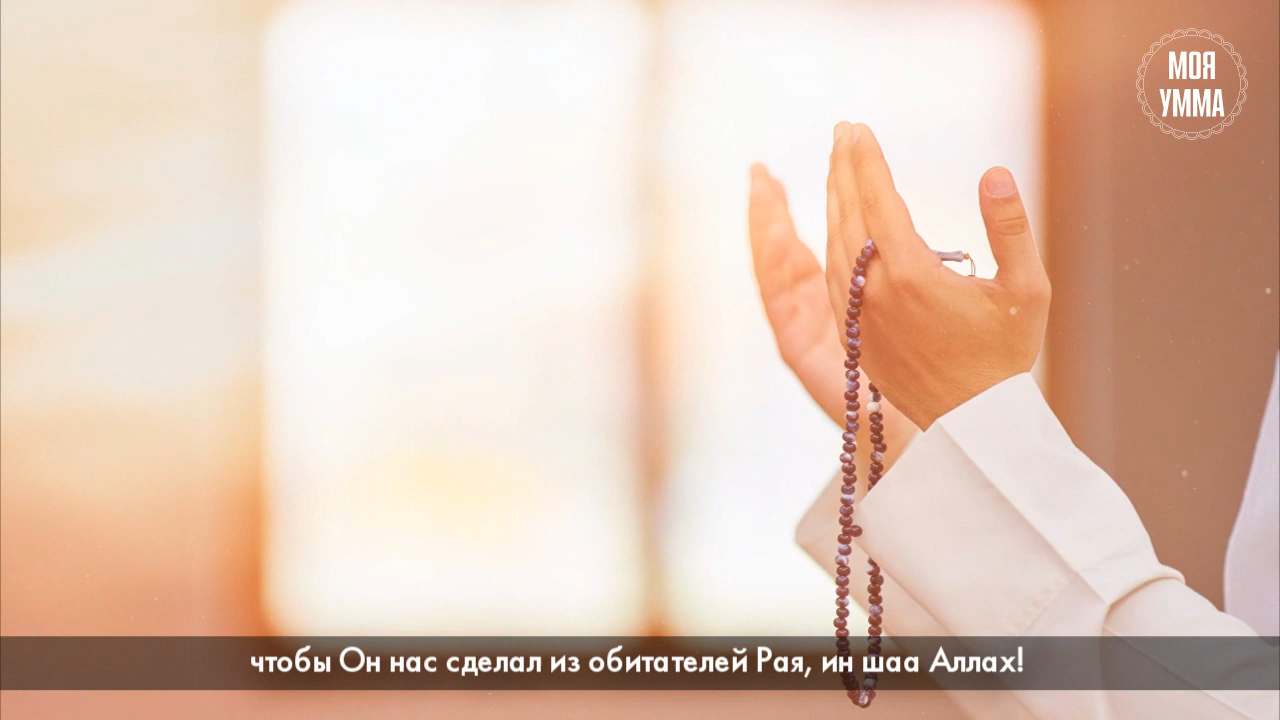 МОЯ
УММА
чтобы Он нас сделал из обитателей Рая, ин шаа Аллах!